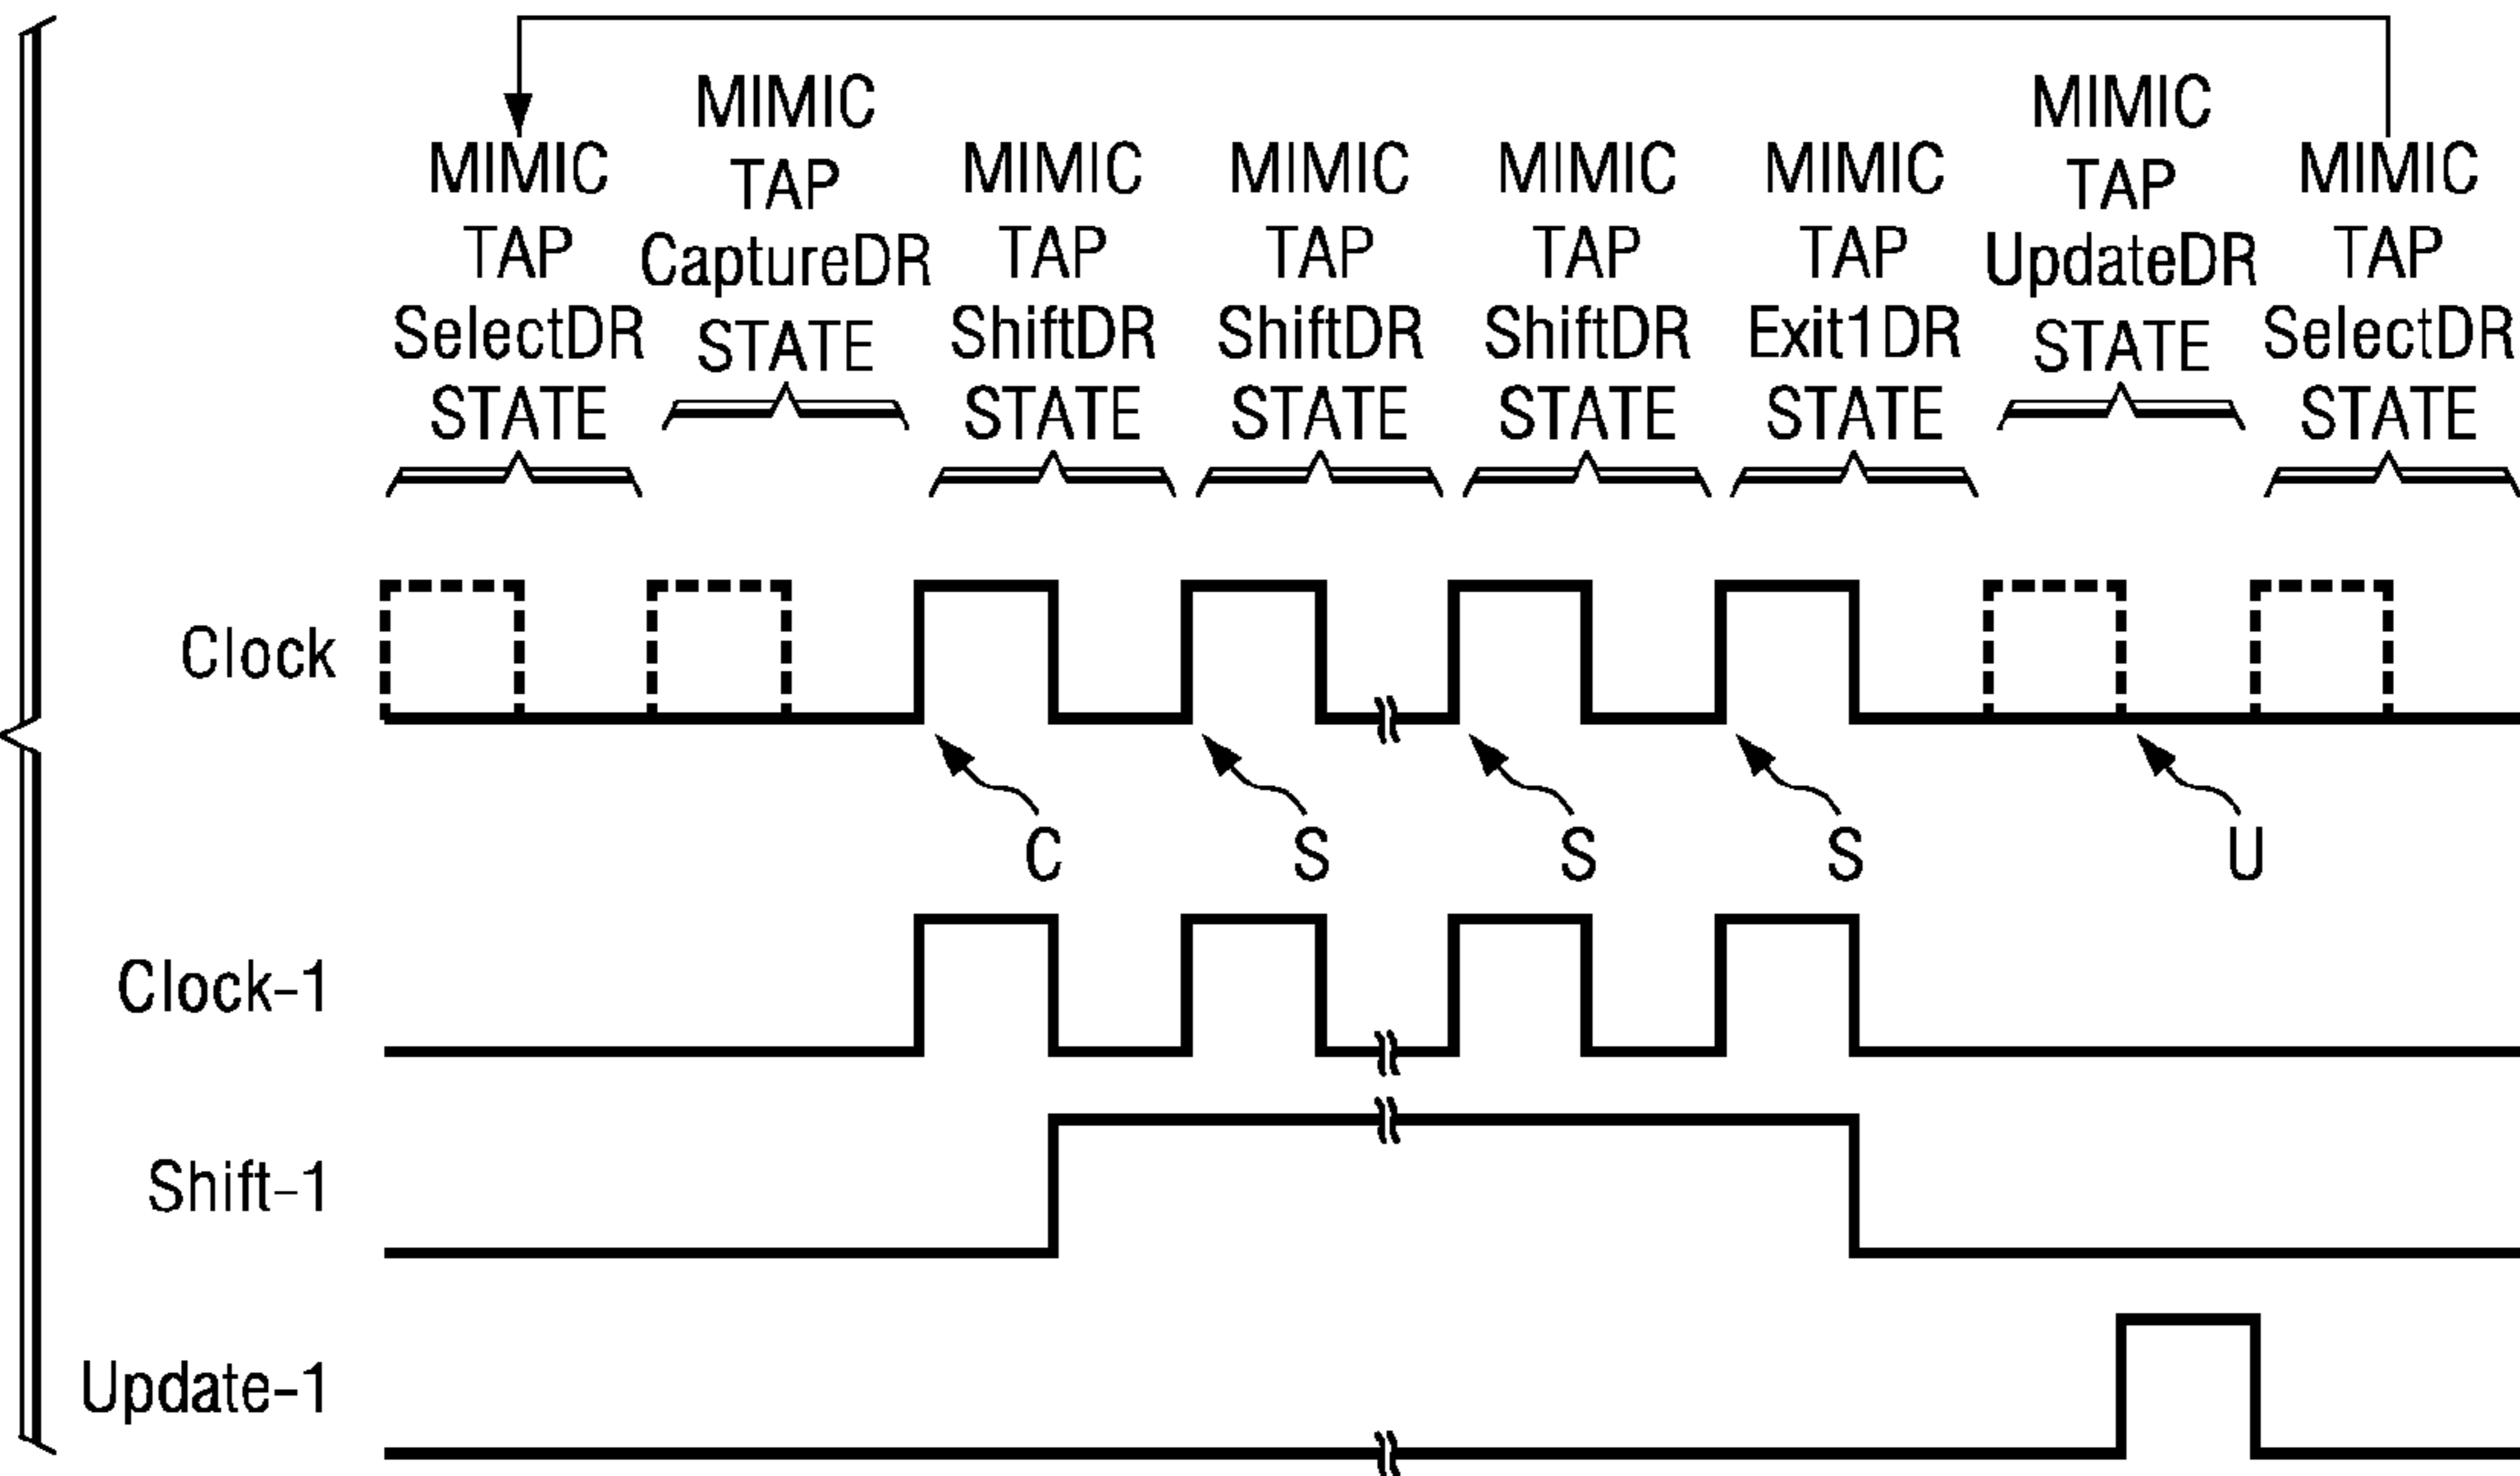 MIMIC
TAP
SelectDR
STATE
MIMIC
TAP
CaptureDR
STATE
MIMIC
TAP
ShiftDR
STATE
MIMIC
TAP
ShiftDR
STATE
MIMIC
TAP
ShiftDR
STATE
MIMIC
TAP
Exit1DR
STATE
MIMIC
TAP
UpdateDR
STATE
MIMIC
TAP
SelectDR
STATE
Clock
C S S S U
Clock-1
Shift-1
Update-1